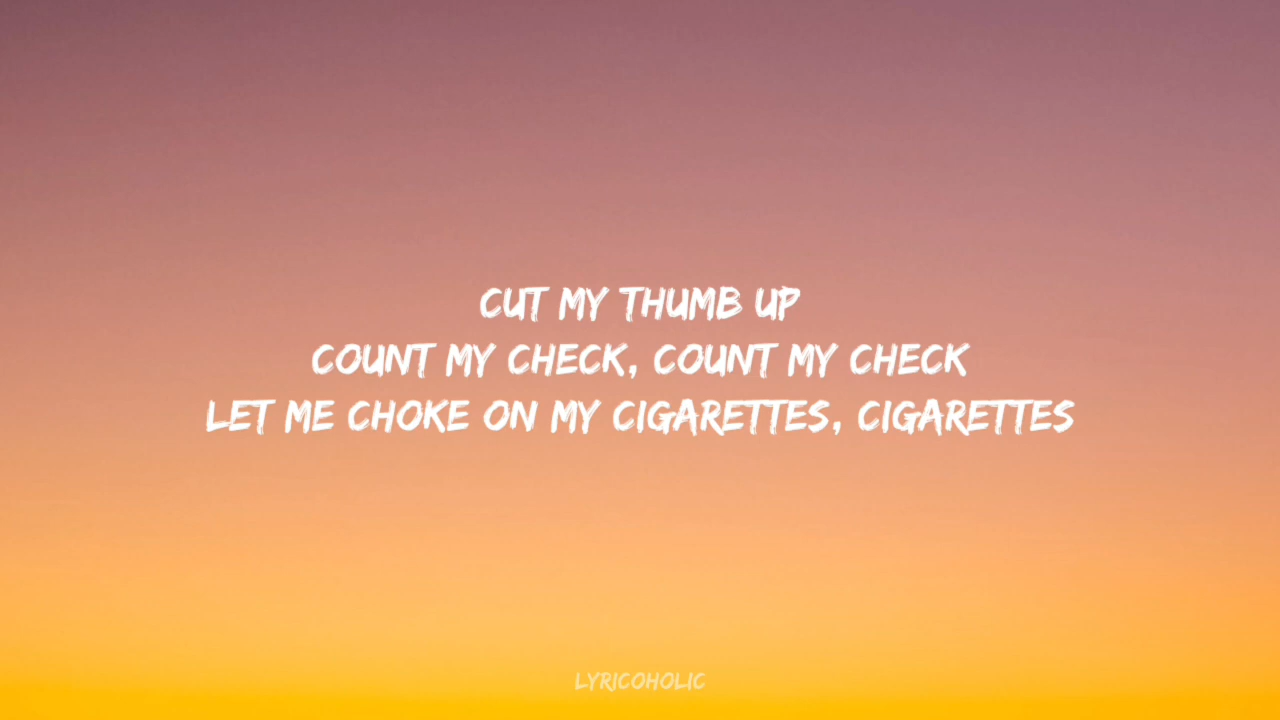 CUT MY THUMB UP
COUNT MY CHECK, COUNT MY CHECK
LET ME CHOKE ON MY CIGARETTES, CIGARETTES
LYRICOHOLIC